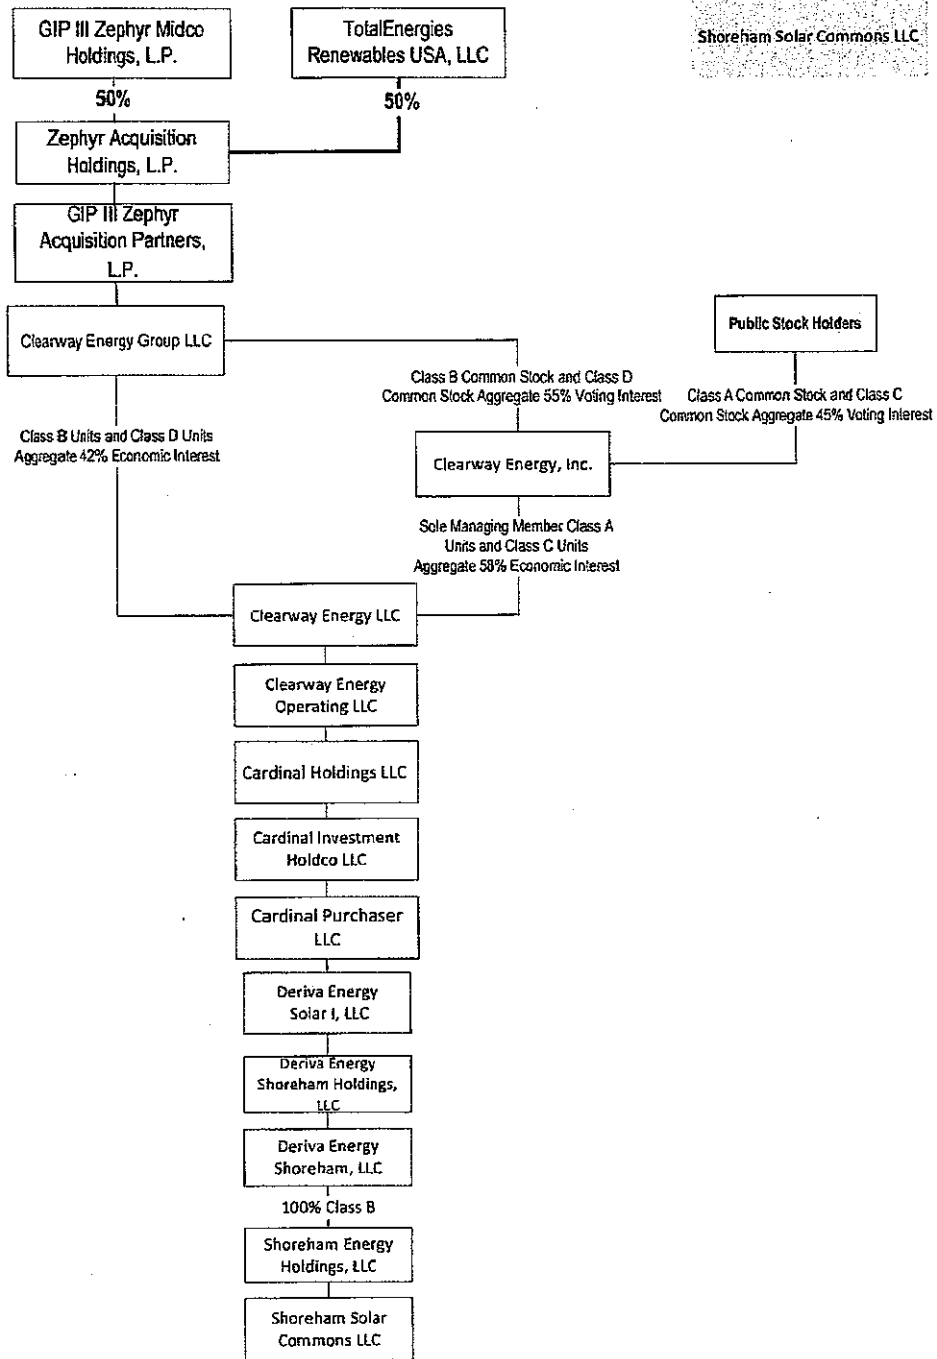 GIP III Zephyr Midco
Holdings, L.P.
TotalEnergies
Renewables USA, LLC
Shoreham Solar Commons LLC
50%
50%
Zephyr Acquisition
Holdings, L.P.
GIP III Zephyr
Acquisition Partners,
L.P.
Clearway Energy Group LLC
Public Stock Holders
Class B Common Stock and Class D
Common Stock Aggregate 55% Voting Interest
Class A Common Stock and Class C
Common Stock Aggregate 45% Voting Interest
Class B Units and Class D Units
Aggregate 42% Economic Interest
Clearway Energy, Inc.
Sole Managing Member Class A
Units and Class C Units
Aggregate 58% Economic Interest
Clearway Energy LLC
Clearway Energy
Operating LLC
Cardinal Holdings LLC
Cardinal Investment
Holdco LLC
Cardinal Purchaser
LLC
Deriva Energy
Solar I, LLC
Deriva Energy
Shoreham Holdings,
LLC
Deriva Energy
Shoreham, LLC
100% Class B
Shoreham Energy
Holdings, LLC
Shoreham Solar
Commons LLC